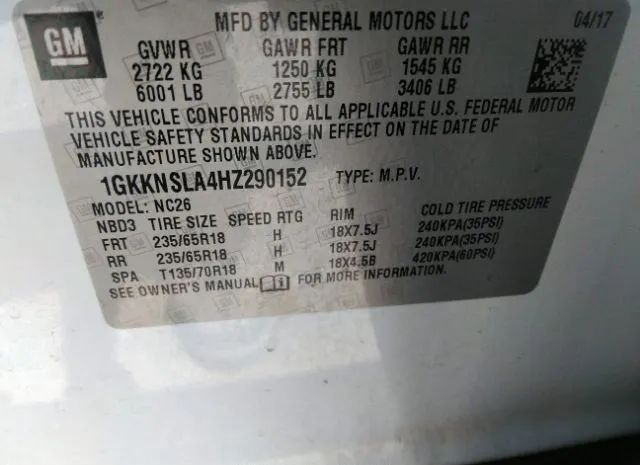 GM
MFD BY GENERAL MOTORS LLC 04/17
GVWR GAWR FRT GAWR RR
2722 KG 1250 KG 1545 KG
6001 LB 2755 LB 3406 LB
THIS VEHICLE CONFORMS TO ALL APPLICABLE U.S. FEDERAL MOTOR
VEHICLE SAFETY STANDARDS IN EFFECT ON THE DATE OF
MANUFACTURE SHOWN ABOVE.
1GKKNSLA4HZ290152 TYPE: M.P.V.
MODEL: NC26
NBD3 TIRE SIZE SPEED RTG RIM COLD TIRE PRESSURE
FRT 235/65R18 H 18X7.5J 240KPA(35PSI)
RR 235/65R18 H 18X7.5J 240KPA(35PSI)
SPA T135/70R18 M 18X4.5B 420KPA(60PSI)
SEE OWNER'S MANUAL FOR MORE INFORMATION.